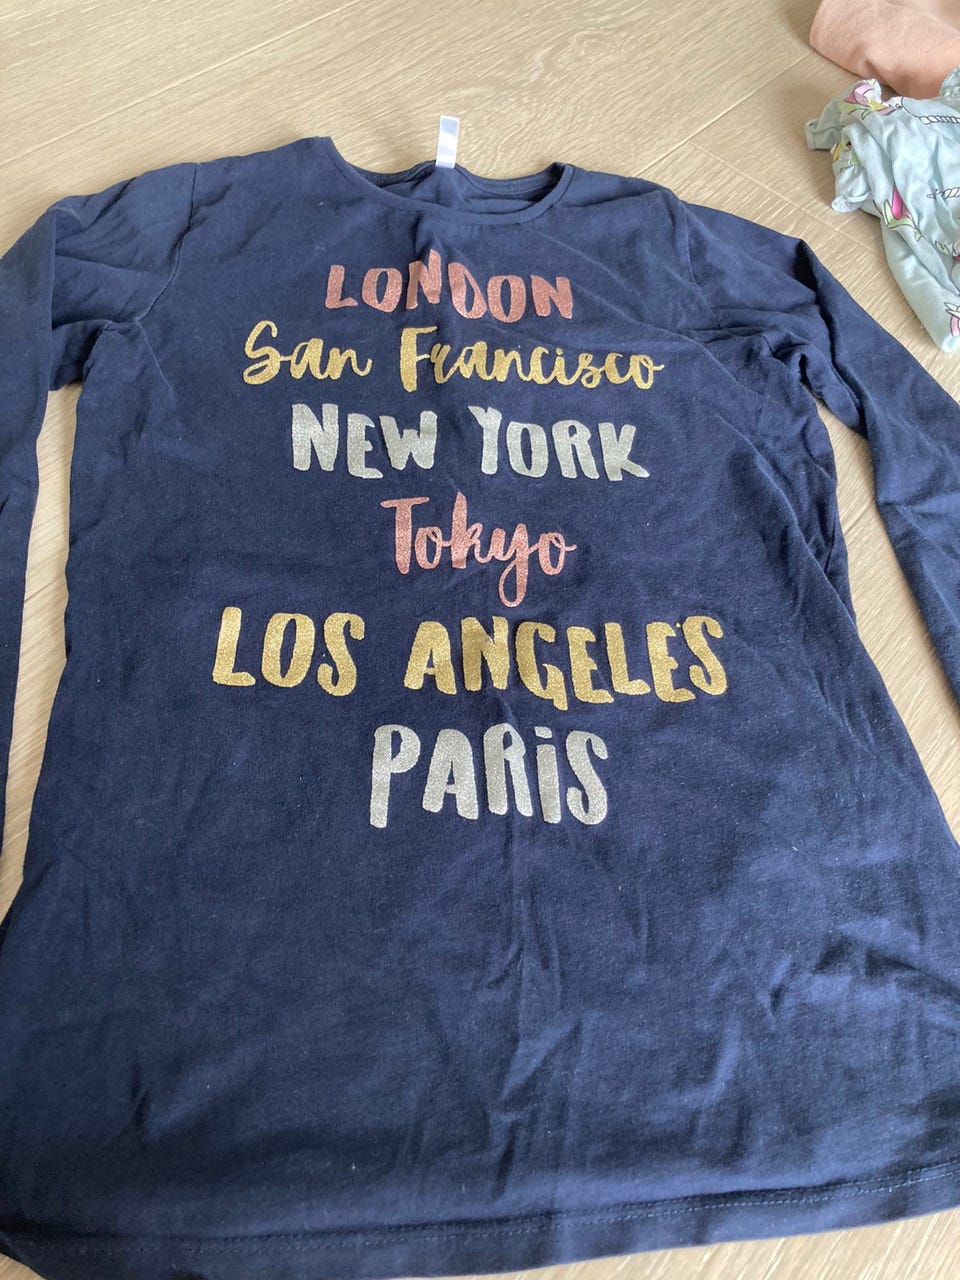 LONDON
San Francisco
NEW YORK
Tokyo
LOS ANGELES
PARiS